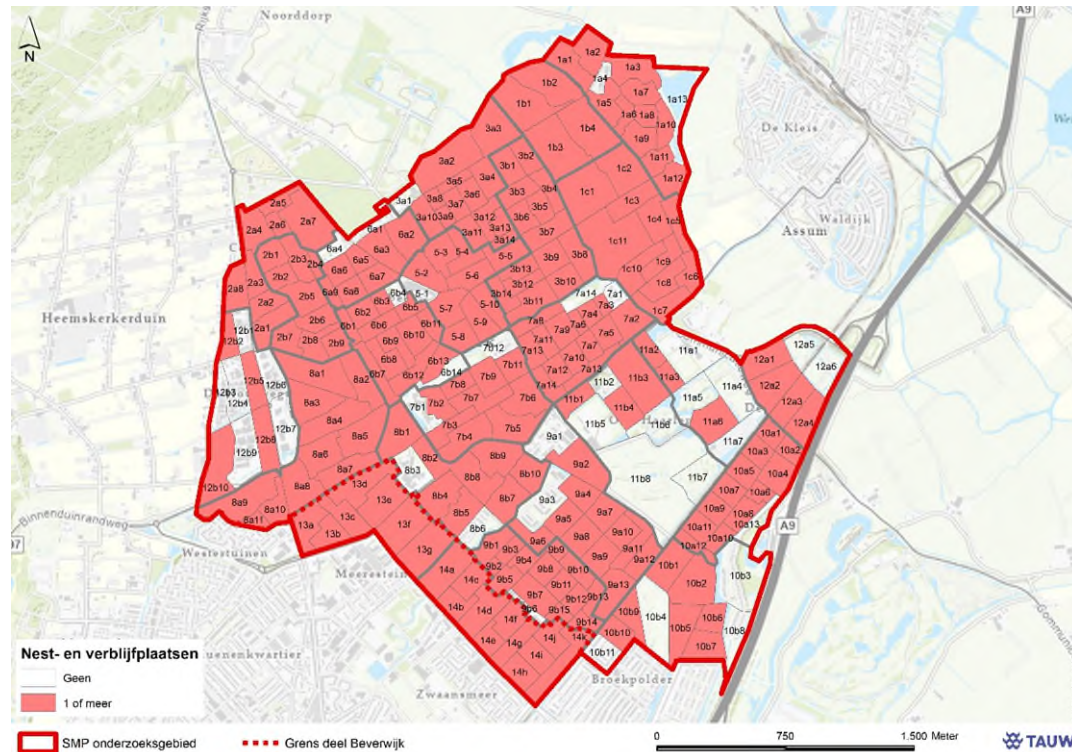 N
Noorddorp
Rijks
A9
De Kleis
Waldijk
Assum
Heemskerkerduin
Binnenduinrandweg
Westertuinen
Meerestein
uenenkwartier
Zwaansmeer
Broekpolder
A9
1a1
1a2
1a3
1a4
1a5
1a6
1a7
1a8
1a9
1a10
1a11
1a12
1a13
1b1
1b2
1b3
1b4
1c1
1c2
1c3
1c4
1c5
1c6
1c7
1c8
1c9
1c10
1c11
2a1
2a2
2a3
2a4
2a5
2a6
2a7
2a8
2b1
2b2
2b3
2b4
2b5
2b6
2b8
2b9
3a1
3a2
3a3
3a4
3a5
3a6
3a7
3a8
3a9
3a10
3a11
3a12
3a13
3a14
3b1
3b2
3b3
3b4
3b5
3b6
3b7
3b8
3b9
3b10
3b11
3b12
3b13
3b14
5-1
5-2
5-3
5-4
5-5
5-6
5-7
5-8
5-9
5-10
6a1
6a2
6a3
6a4
6a5
6a6
6a7
6a8
6a9
6b1
6b2
6b3
6b4
6b5
6b6
6b7
6b8
6b9
6b10
6b11
6b12
6b13
6b14
7a1
7a2
7a3
7a4
7a5
7a6
7a7
7a8
7a9
7a10
7a11
7a12
7a13
7a13
7a14
7a14
7b1
7b2
7b3
7b4
7b5
7b6
7b7
7b8
7b9
7b11
7b12
8a1
8a2
8a3
8a4
8a5
8a6
8a7
8a8
8a9
8a10
8a11
8b1
8b2
8b3
8b4
8b5
8b6
8b7
8b8
8b9
8b10
9a1
9a2
9a3
9a4
9a5
9a6
9a7
9a8
9a9
9a10
9a11
9a12
9a13
9b1
9b2
9b3
9b4
9b5
9b6
9b7
9b8
9b9
9b10
9b11
9b12
9b13
9b14
9b15
10a1
10a2
10a3
10a4
10a5
10a6
10a7
10a8
10a9
10a10
10a11
10a12
10a13
10b1
10b2
10b3
10b4
10b5
10b6
10b7
10b8
10b9
10b10
10b11
11a1
11a2
11a3
11a4
11a5
11a6
11a7
11b1
11b2
11b3
11b4
11b5
11b6
11b7
11b8
12a1
12a2
12a3
12a4
12a5
12a6
12b1
12b2
12b3
12b4
12b5
12b6
12b7
12b8
12b9
12b10
13a
13b
13c
13d
13e
13f
13g
14a
14b
14c
14d
14e
14f
14g
14h
14i
14j
14k
Nest- en verblijfplaatsen
Geen
1 of meer
SMP onderzoeksgebied
Grens deel Beverwijk
0 750 1.500 Meter
TAUW